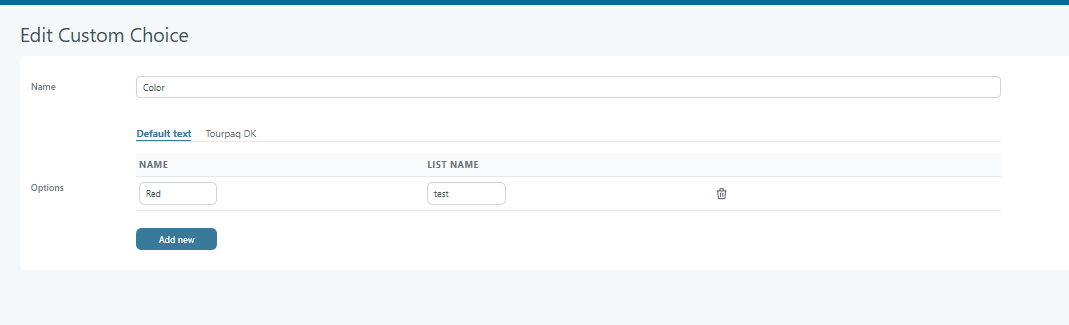 Edit Custom Choice
Name
Color
Default text Tourpaq DK
NAME LIST NAME
Options
Red test
Add new